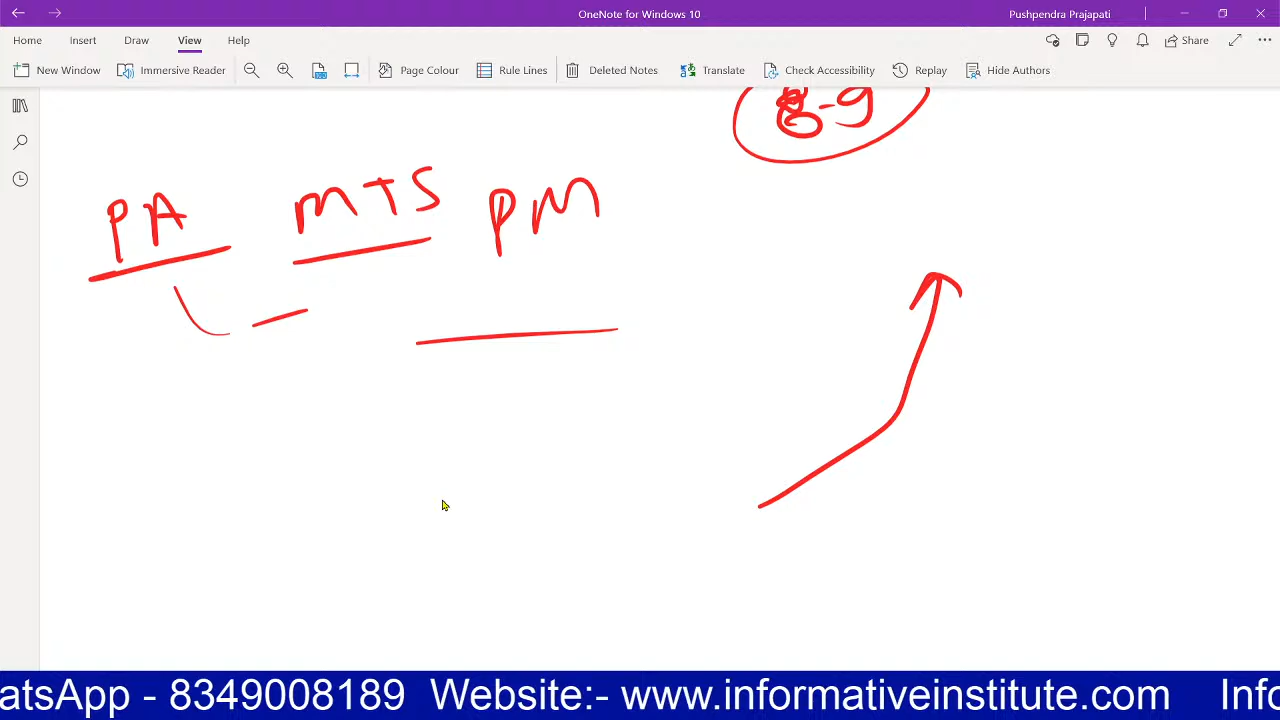 OneNote for Windows 10
Pushpendra Prajapati
Home Insert Draw View Help
Share
New Window Immersive Reader Page Colour Rule Lines Deleted Notes Translate Check Accessibility Replay Hide Authors
8-9
PA MTS PM
atsApp - 8349008189 Website:- www.informativeinstitute.com Info